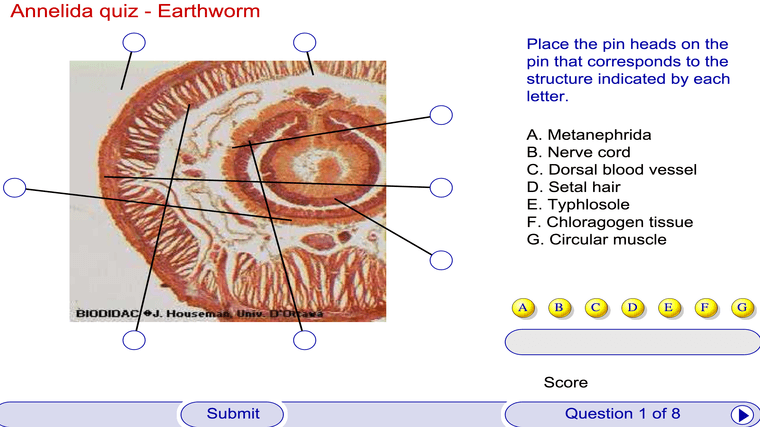 Annelida quiz - Earthworm
Place the pin heads on the
pin that corresponds to the
structure indicated by each
letter.
A. Metanephrida
B. Nerve cord
C. Dorsal blood vessel
D. Setal hair
E. Typhlosole
F. Chloragogen tissue
G. Circular muscle
BIODIDAC �J. Houseman, Univ. D'Ottawa
A B C D E F G
Score
Submit
Question 1 of 8